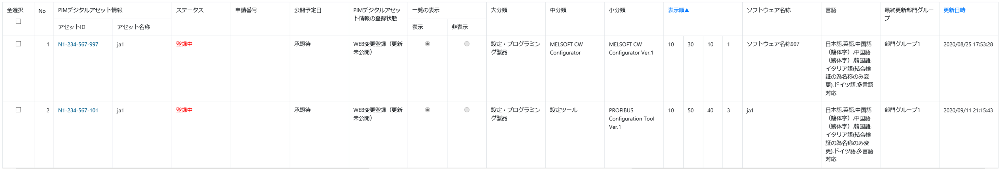 全選択
No
PIMデジタルアセット情報
アセットID
アセット名称
ステータス
申請番号
公開予定日
PIMデジタルアセッ
ト情報の登録状態
一覧の表示
表示
非表示
大分類
中分類
小分類
表示順▲
ソフトウェア名称
言語
最終更新部門グルー
プ
更新日時
1
N1-234-567-997
ja1
登録中
承認待
WEB変更登録（更新
未公開）
設定・プログラミン
グ製品
MELSOFT CW
Configurator
MELSOFT CW
Configurator Ver.1
10
30
10
1
ソフトウェア名称997
日本語,英語,中国語
（簡体字）,中国語
（繁体字）,韓国語,
イタリア語(結合検
証の為名称のみ変
更),ドイツ語,多言語
対応
部門グループ1
2020/08/25 17:53:28
2
N1-234-567-101
ja1
登録中
承認待
WEB変更登録（更新
未公開）
設定・プログラミン
グ製品
設定ツール
PROFIBUS
Configuration Tool
Ver.1
10
50
40
3
ja1
日本語,英語,中国語
（簡体字）,中国語
（繁体字）,韓国語,
イタリア語(結合検
証の為名称のみ変
更),ドイツ語,多言語
対応
部門グループ1
2020/09/11 21:15:43